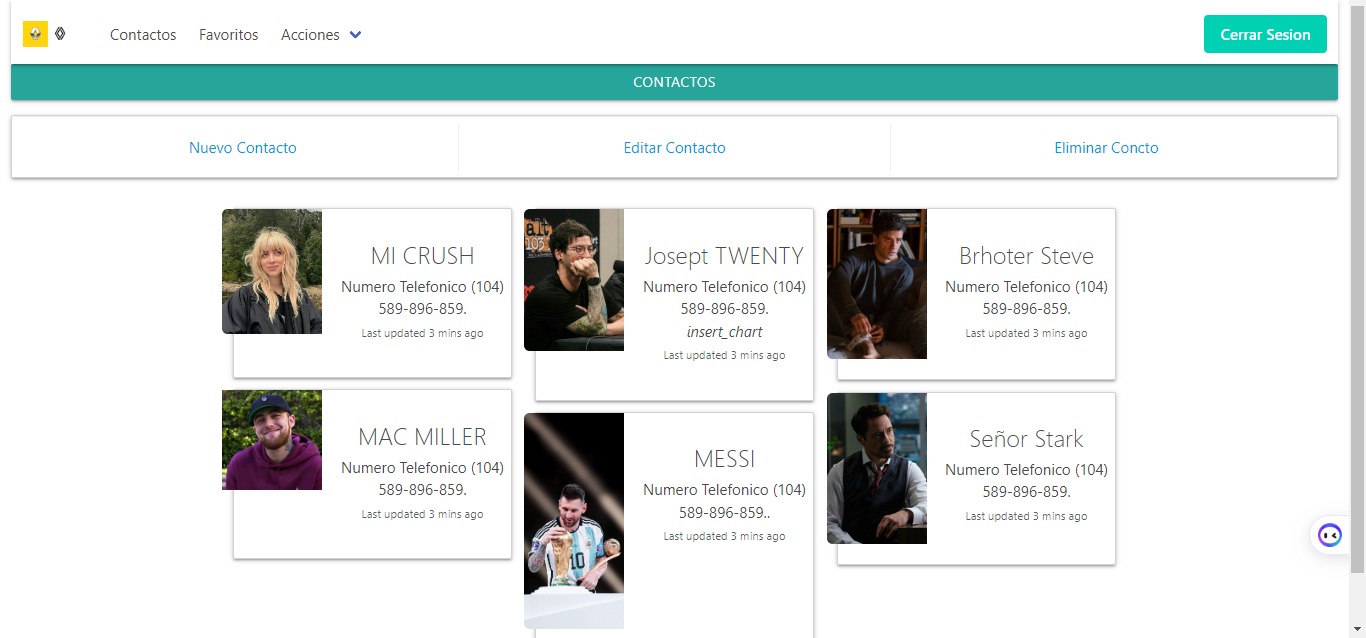 Contactos Favoritos Acciones Cerrar Sesion
CONTACTOS
Nuevo Contacto Editar Contacto Eliminar Concto
MI CRUSH
Numero Telefonico (104)
589-896-859.
Last updated 3 mins ago
Josept TWENTY
Numero Telefonico (104)
589-896-859.
insert_chart
Last updated 3 mins ago
Brhoter Steve
Numero Telefonico (104)
589-896-859.
Last updated 3 mins ago
MAC MILLER
Numero Telefonico (104)
589-896-859.
Last updated 3 mins ago
MESSI
Numero Telefonico (104)
589-896-859..
Last updated 3 mins ago
10
Señor Stark
Numero Telefonico (104)
589-896-859.
Last updated 3 mins ago